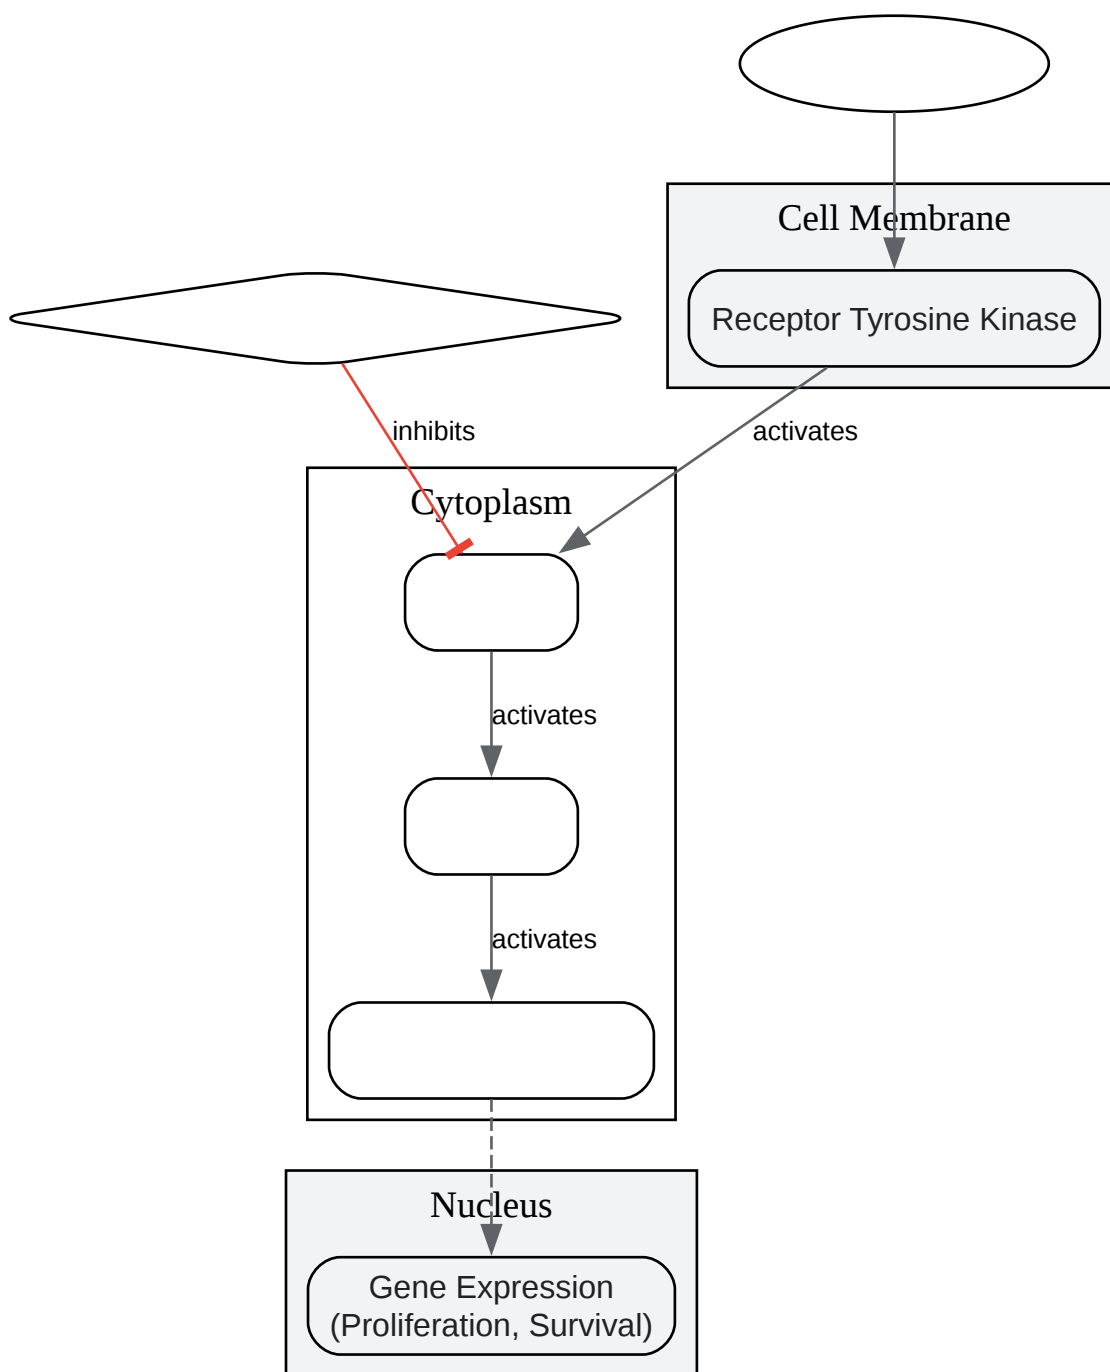 Cell Membrane
Receptor Tyrosine Kinase
inhibits
activates
Cytoplasm
activates
activates
Nucleus
Gene Expression
(Proliferation, Survival)